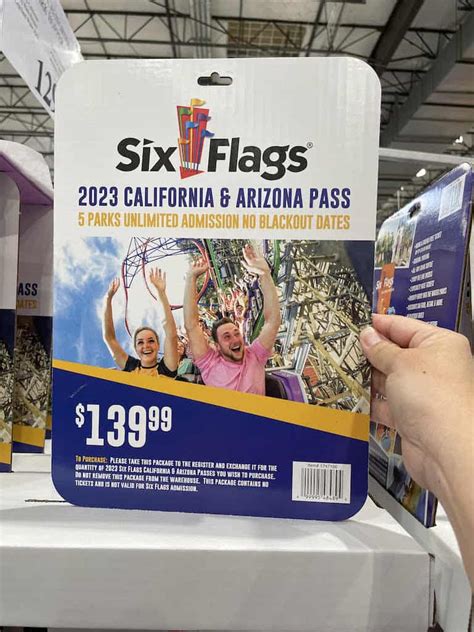 12
Six Flags®
2023 CALIFORNIA & ARIZONA PASS
5 PARKS UNLIMITED ADMISSION NO BLACKOUT DATES
ASS
DATES
$139 99
TO PURCHASE: PLEASE TAKE THIS PACKAGE TO THE REGISTER AND EXCHANGE IT FOR THE
QUANTITY OF 2023 SIX FLAGS CALIFORNIA & ARIZONA PASSES YOU WISH TO PURCHASE.
DO NOT REMOVE THIS PACKAGE FROM THE WAREHOUSE. THIS PACKAGE CONTAINS NO
TICKETS AND IS NOT VALID FOR SIX FLAGS ADMISSION.